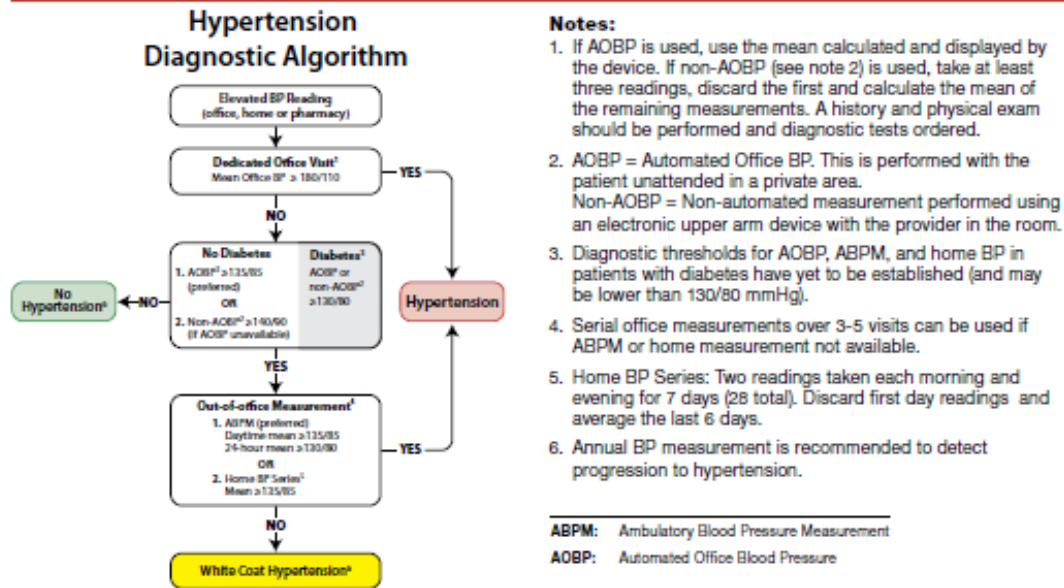 Hypertension
Diagnostic Algorithm
Elevated BP Reading
(office, home or pharmacy)
Dedicated Office Visit¹
Mean Office BP ≥ 180/110
YES
NO
No Diabetes
1. AOBP² ≥135/85
(preferred)
OR
2. Non-AOBP² ≥140/90
(if AOBP unavailable)
Diabetes³
AOBP or
non-AOBP²
≥130/80
NO
No
Hypertension⁶
Hypertension
YES
Out-of-office Measurement⁴
1. ABPM (preferred)
Daytime mean ≥135/85
24-hour mean ≥130/80
OR
2. Home BP Series⁵
Mean ≥135/85
YES
NO
White Coat Hypertension⁶
Notes:
1. If AOBP is used, use the mean calculated and displayed by
the device. If non-AOBP (see note 2) is used, take at least
three readings, discard the first and calculate the mean of
the remaining measurements. A history and physical exam
should be performed and diagnostic tests ordered.
2. AOBP = Automated Office BP. This is performed with the
patient unattended in a private area.
Non-AOBP = Non-automated measurement performed using
an electronic upper arm device with the provider in the room.
3. Diagnostic thresholds for AOBP, ABPM, and home BP in
patients with diabetes have yet to be established (and may
be lower than 130/80 mmHg).
4. Serial office measurements over 3-5 visits can be used if
ABPM or home measurement not available.
5. Home BP Series: Two readings taken each morning and
evening for 7 days (28 total). Discard first day readings and
average the last 6 days.
6. Annual BP measurement is recommended to detect
progression to hypertension.
ABPM: Ambulatory Blood Pressure Measurement
AOBP: Automated Office Blood Pressure